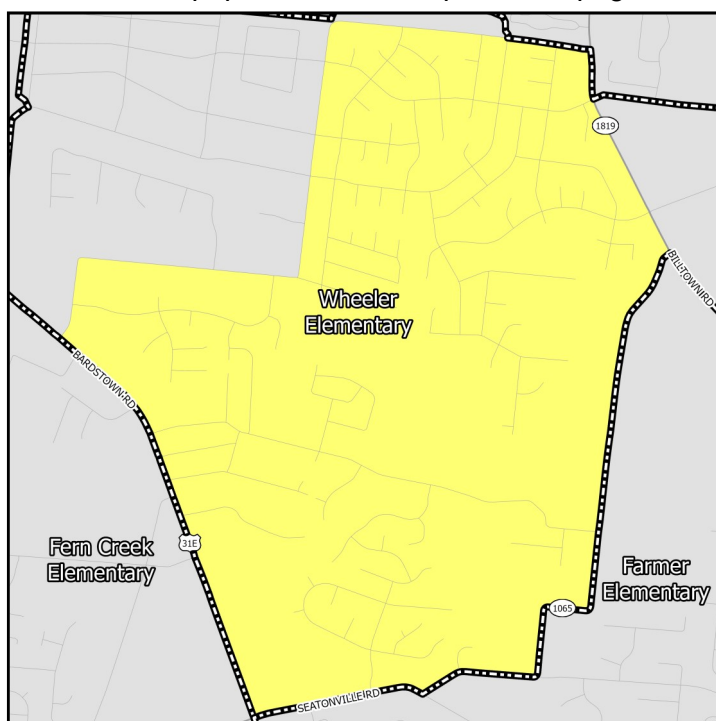 1819
BILLTOWN RD
Wheeler
Elementary
BARDSTOWN RD
31E
Fern Creek
Elementary
Farmer
Elementary
1065
SEATONVILLE RD